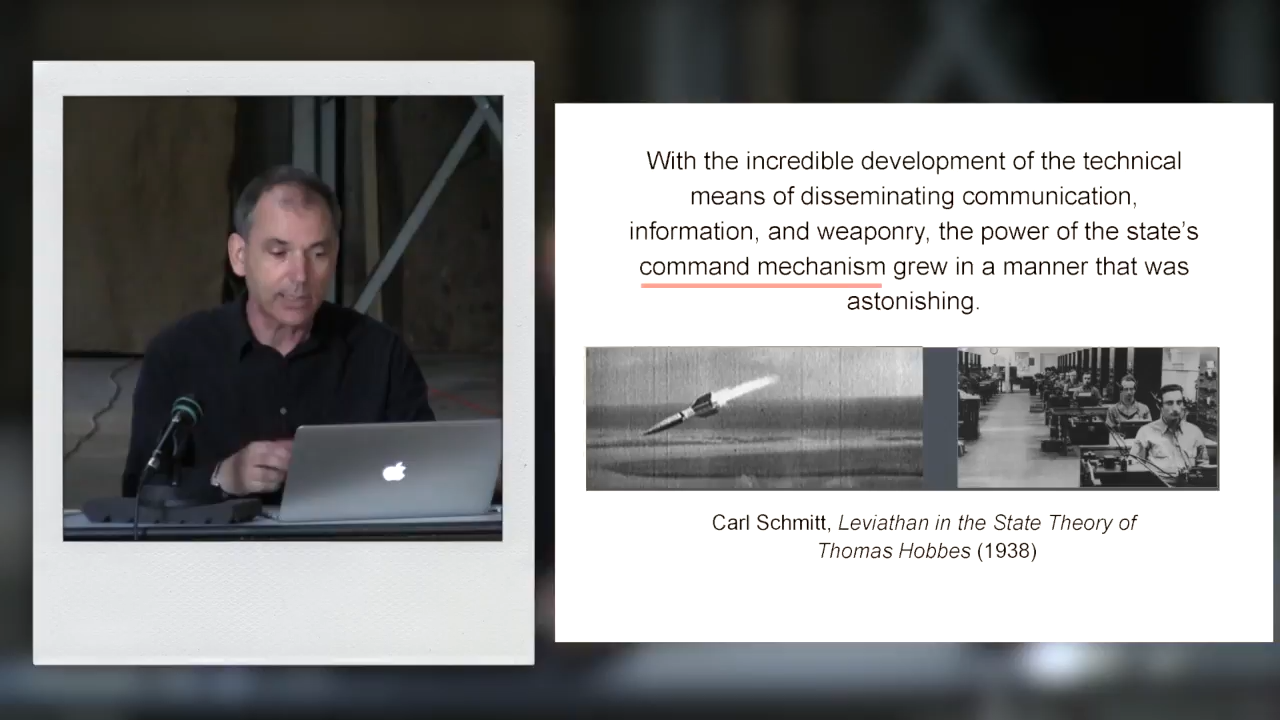 With the incredible development of the technical
means of disseminating communication,
information, and weaponry, the power of the state's
command mechanism grew in a manner that was
astonishing.
Carl Schmitt, Leviathan in the State Theory of
Thomas Hobbes (1938)